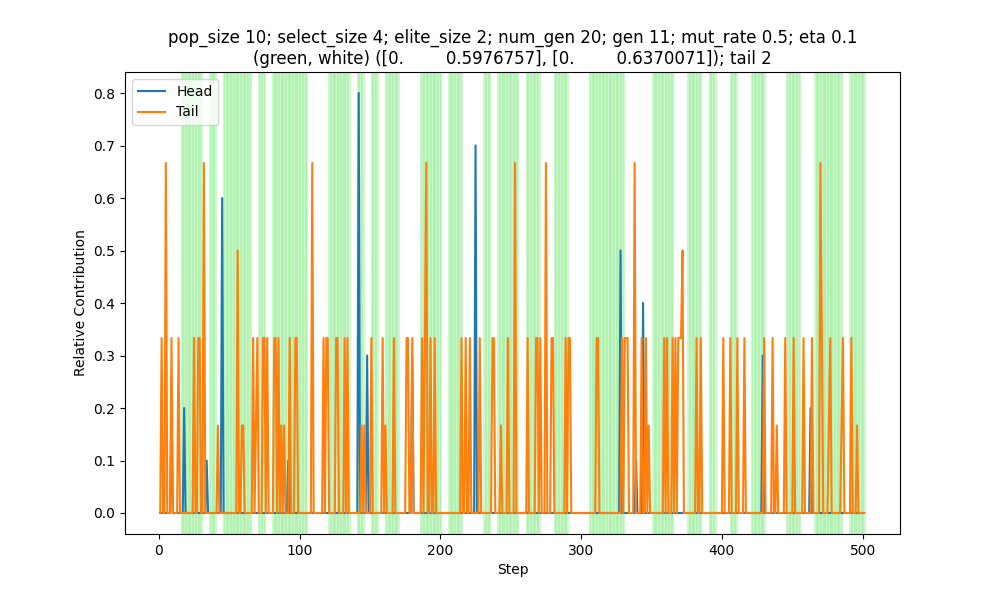 pop_size 10; select_size 4; elite_size 2; num_gen 20; gen 11; mut_rate 0.5; eta 0.1
(green, white) ([0. 0.5976757], [0. 0.6370071]); tail 2
Head
Tail
Relative Contribution
0.8
0.7
0.6
0.5
0.4
0.3
0.2
0.1
0.0
0 100 200 300 400 500
Step